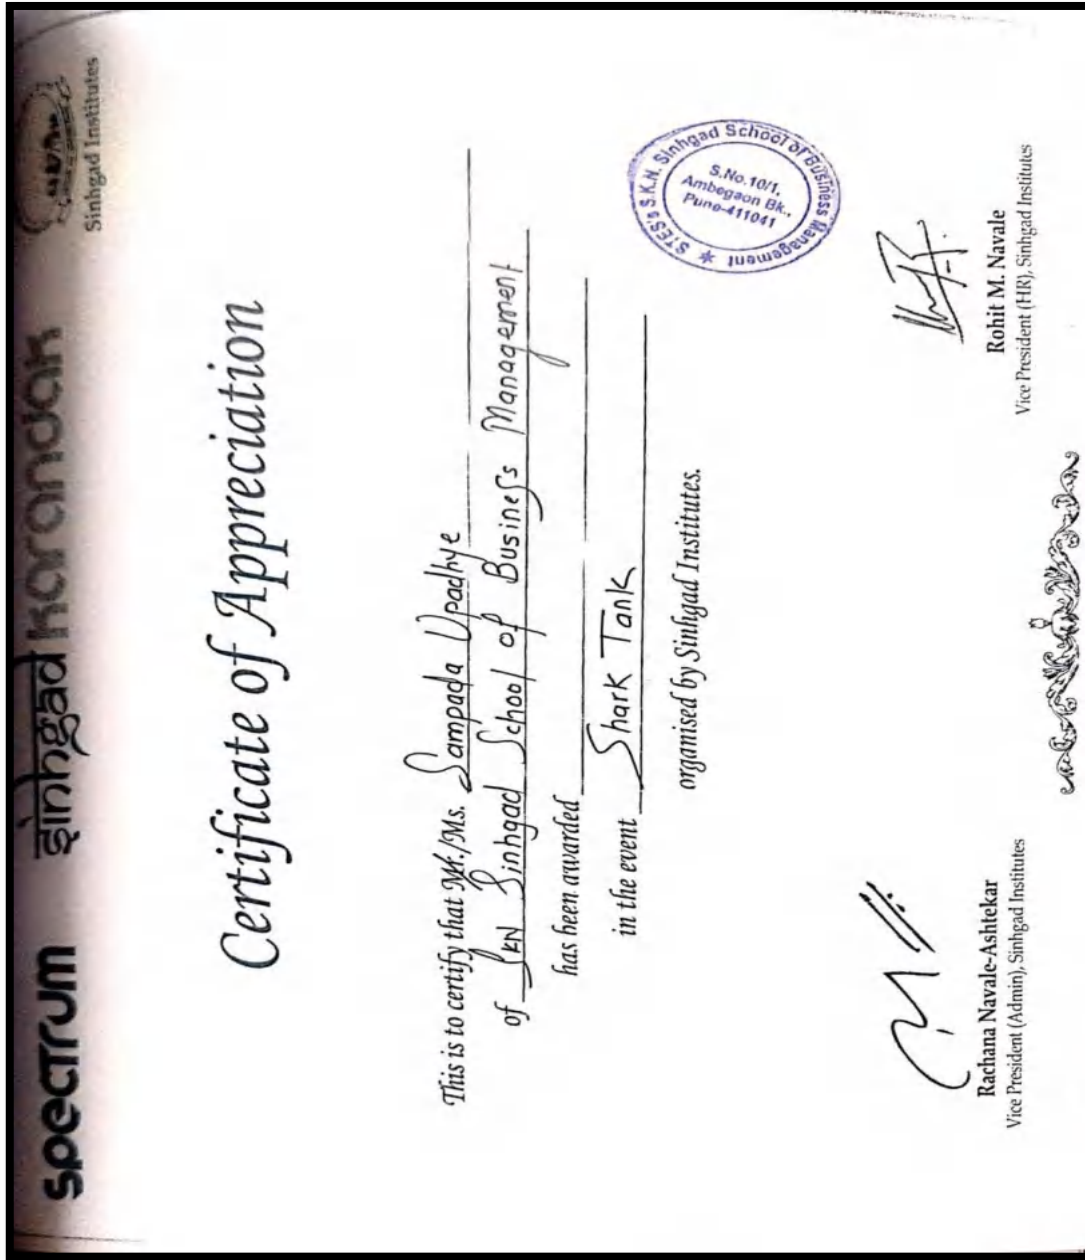 spectrum sinhgad karandak
Sinhgad Institutes
Certificate of Appreciation
This is to certify that Mr./Ms. Sampada Upadhye
of SKN Sinhgad School of Business Management
has been awarded
in the event Shark Tank
organised by Sinhgad Institutes.
STES's S.K.N. Sinhgad School of Business Management
S.No.10/1,
Ambegaon Bk.,
Pune-411041
Rachana Navale-Ashtekar
Vice President (Admin), Sinhgad Institutes
Rohit M. Navale
Vice President (HR), Sinhgad Institutes